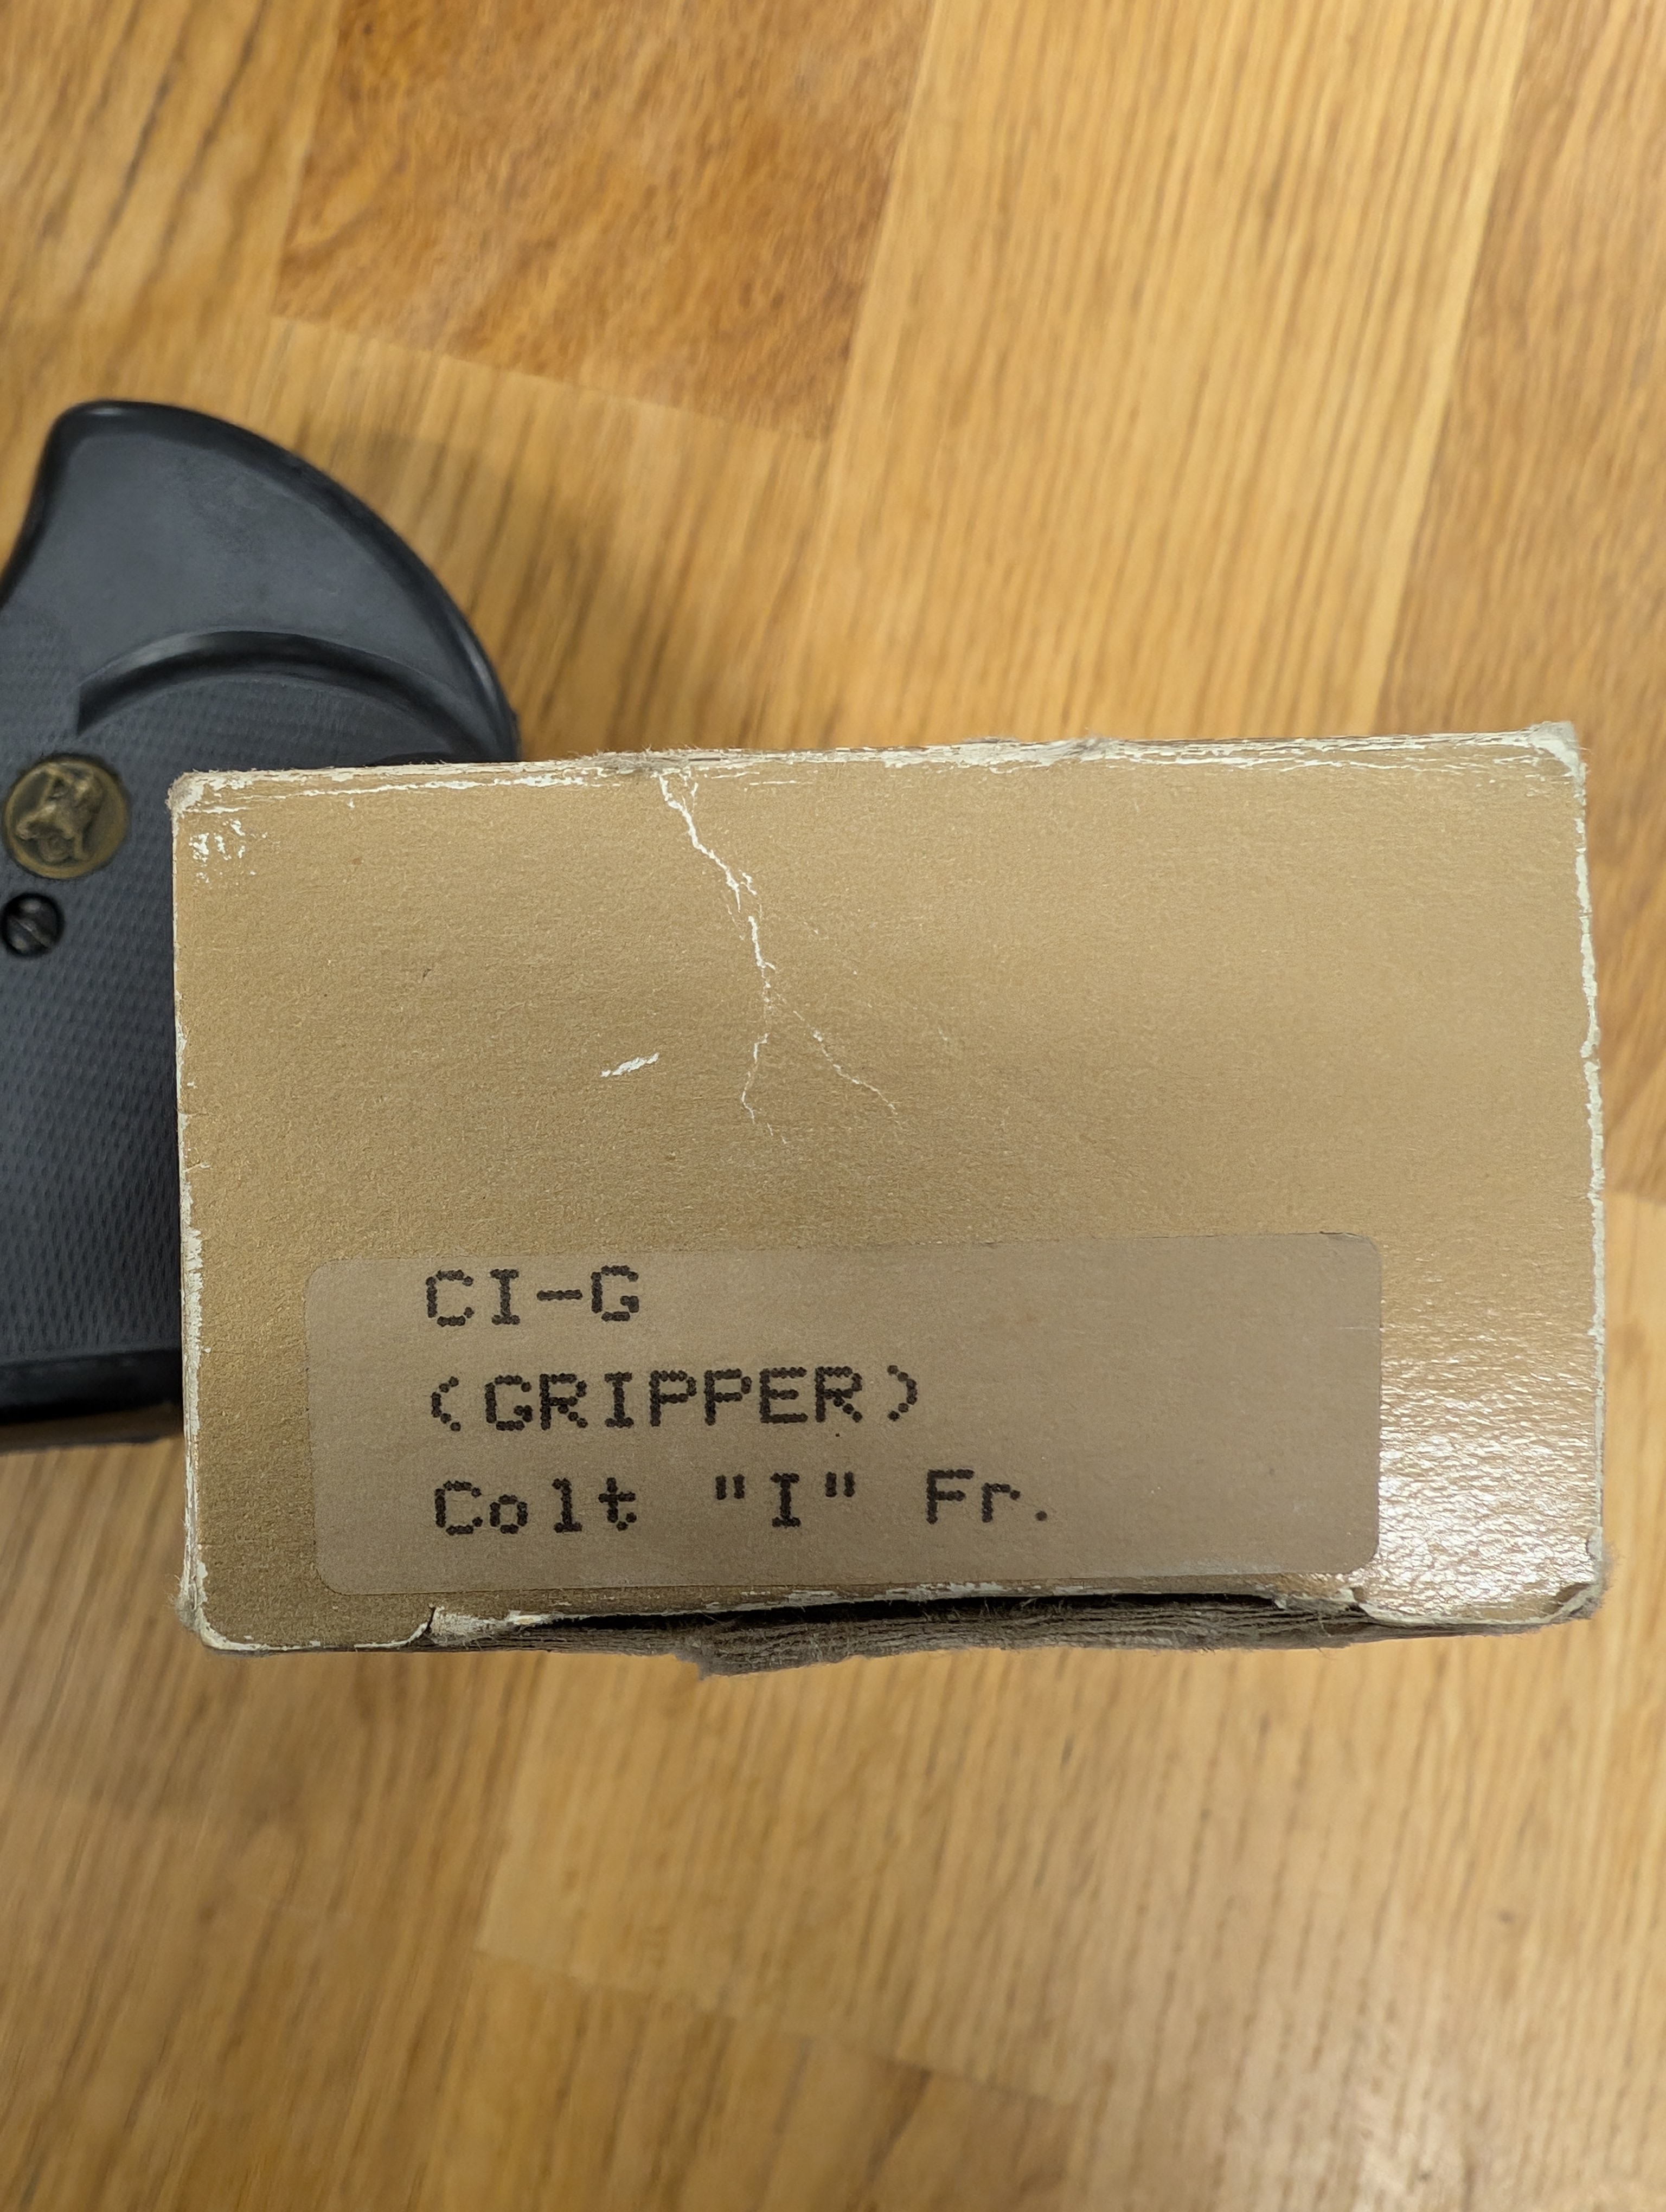 CI-G
(GRIPPER)
Colt "I" Fr.